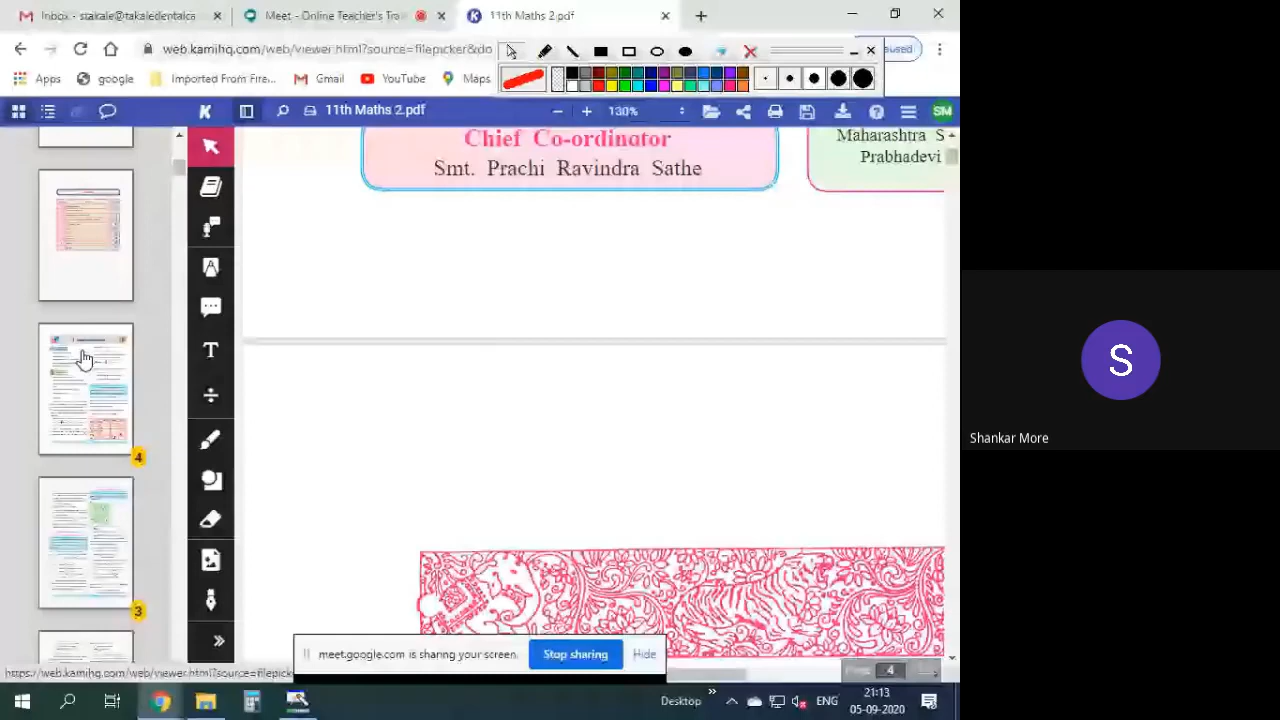 Inbox - stakale@takaledentalca
Meet - Online Teacher's Tra
11th Maths 2.pdf
web.kamihq.com/web/viewer.html?source=filepicker&do
aused
Apps
google
Imported From Fire...
Gmail
YouTube
Maps
11th Maths 2.pdf
130%
SM
Chief Co-ordinator
Smt. Prachi Ravindra Sathe
Maharashtra S
Prabhadevi
4
3
S
Shankar More
meet.google.com is sharing your screen.
Stop sharing
Hide
https://web.kamihq.com/web/viewer.html?source=filepick
4
Desktop
ENG
21:13
05-09-2020